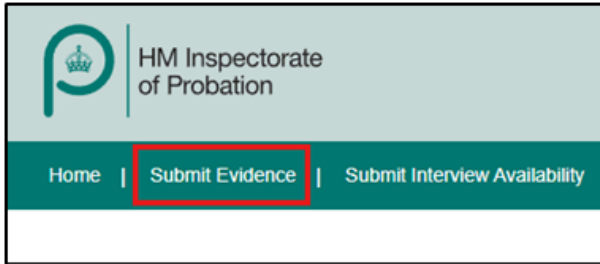 HM Inspectorate
of Probation
Home | Submit Evidence | Submit Interview Availability